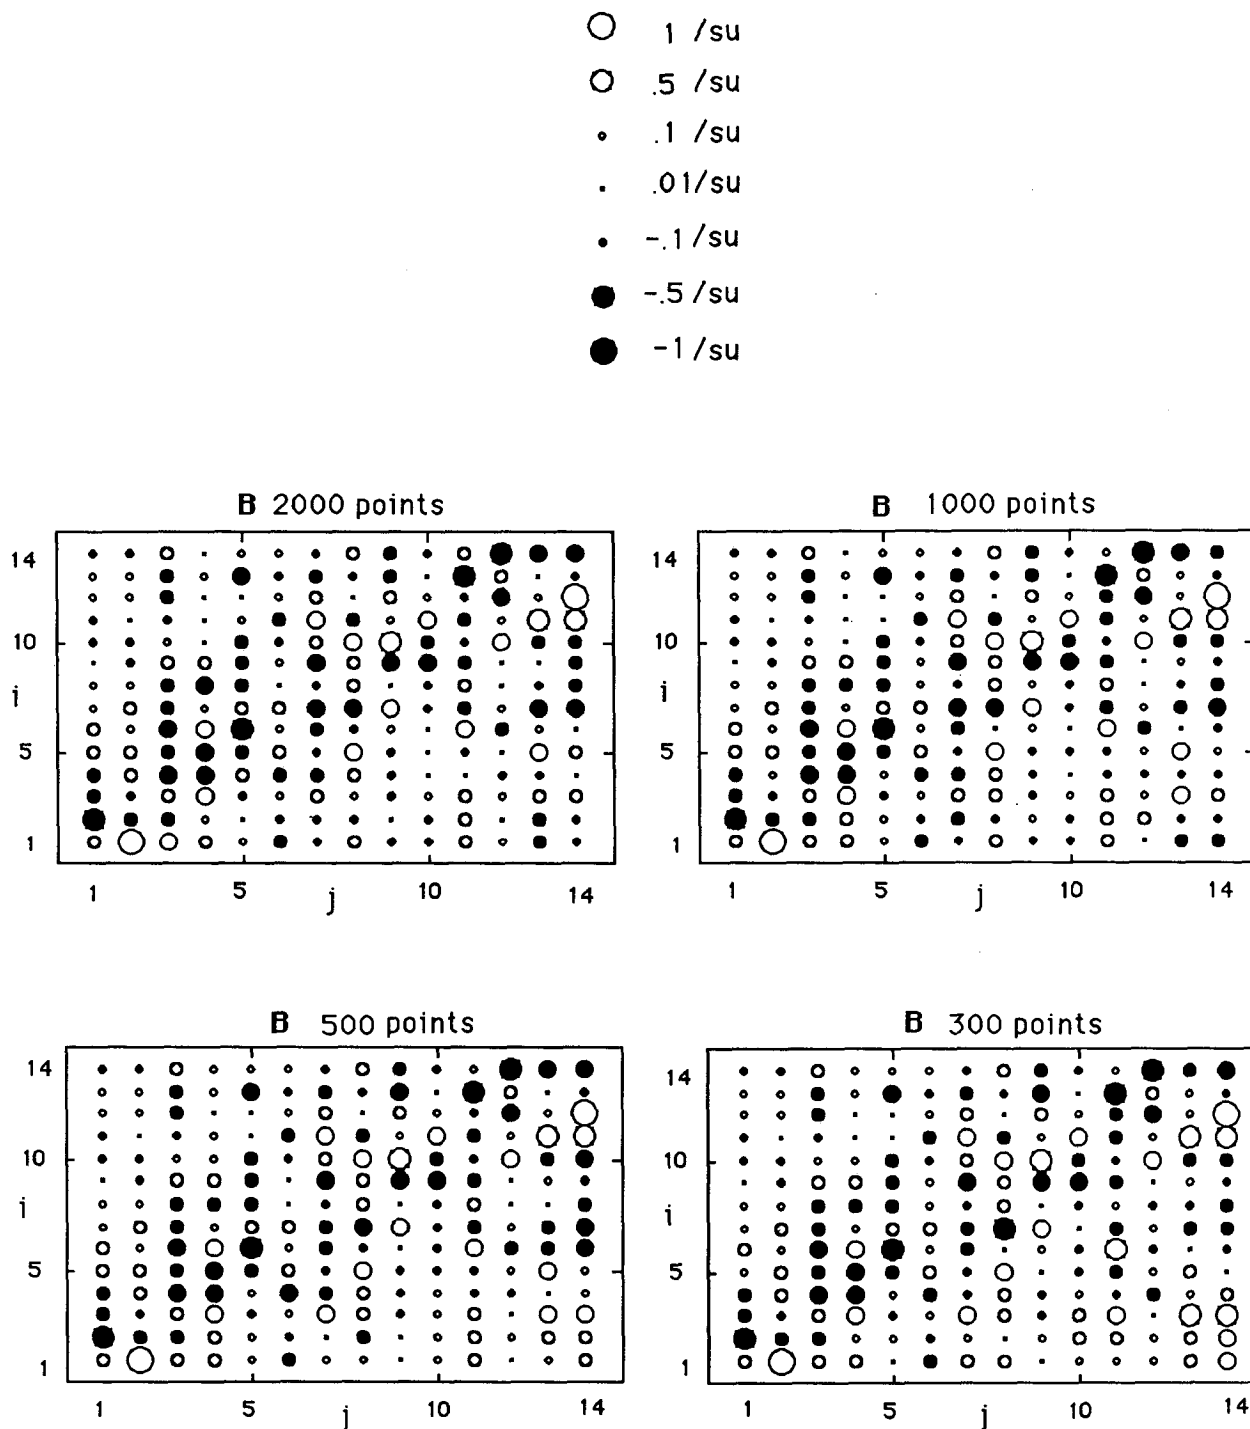 1 /su
.5 /su
.1 /su
.01/su
-.1 /su
-.5 /su
-1 /su
B 2000 points
14
10
i
5
1
1 5 10 14
j
B 1000 points
14
10
i
5
1
1 5 10 14
j
B 500 points
14
10
i
5
1
1 5 10 14
j
B 300 points
14
10
i
5
1
1 5 10 14
j